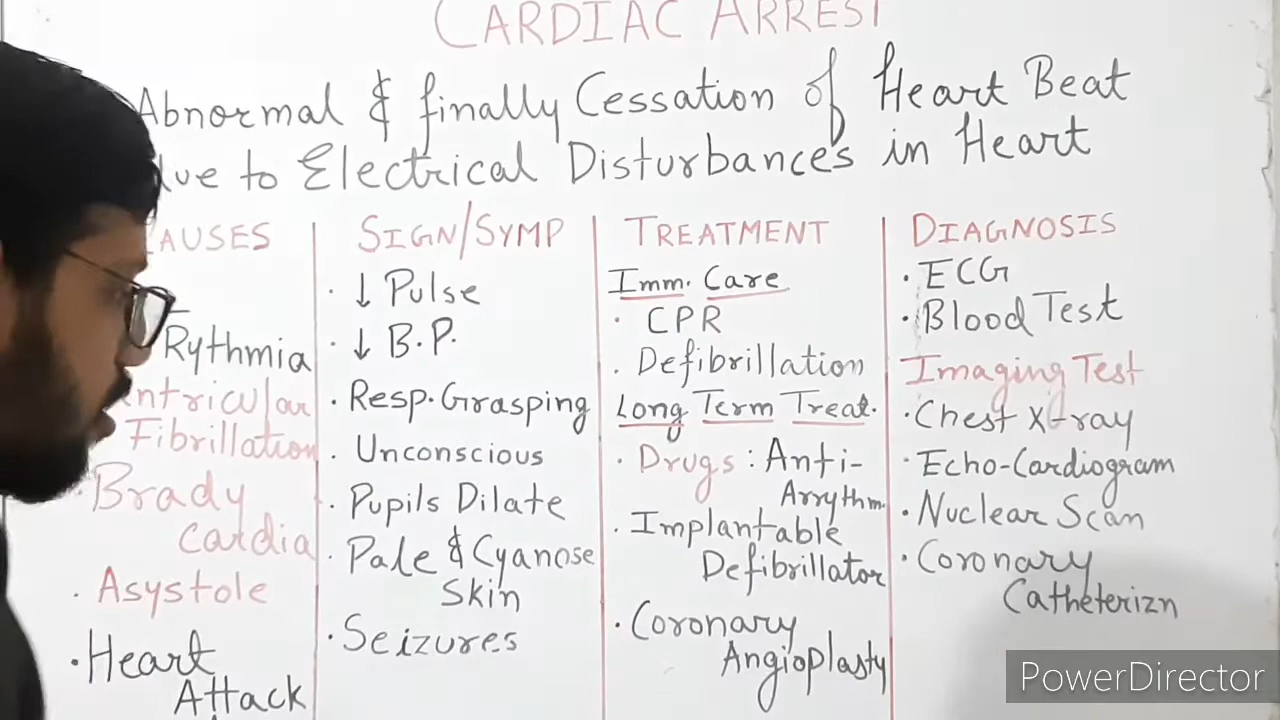 CARDIAC ARREST
Abnormal & finally Cessation of Heart Beat
due to Electrical Disturbances in Heart
CAUSES
Rythmia
Ventricular
Fibrillation
Brady
Cardia
· Asystole
· Heart
Attack
SIGN/SYMP
· ↓ Pulse
· ↓ B.P.
· Resp. Grasping
· Unconscious
· Pupils Dilate
· Pale & Cyanose
Skin
· Seizures
TREATMENT
Imm. Care
· CPR
· Defibrillation
Long Term Treat.
· Drugs : Anti-
Arrythm
· Implantable
Defibrillator
· Coronary
Angioplasty
DIAGNOSIS
· ECG
· Blood Test
Imaging Test
· Chest X-ray
· Echo-Cardiogram
· Nuclear Scan
· Coronary
Catheterizn
PowerDirector